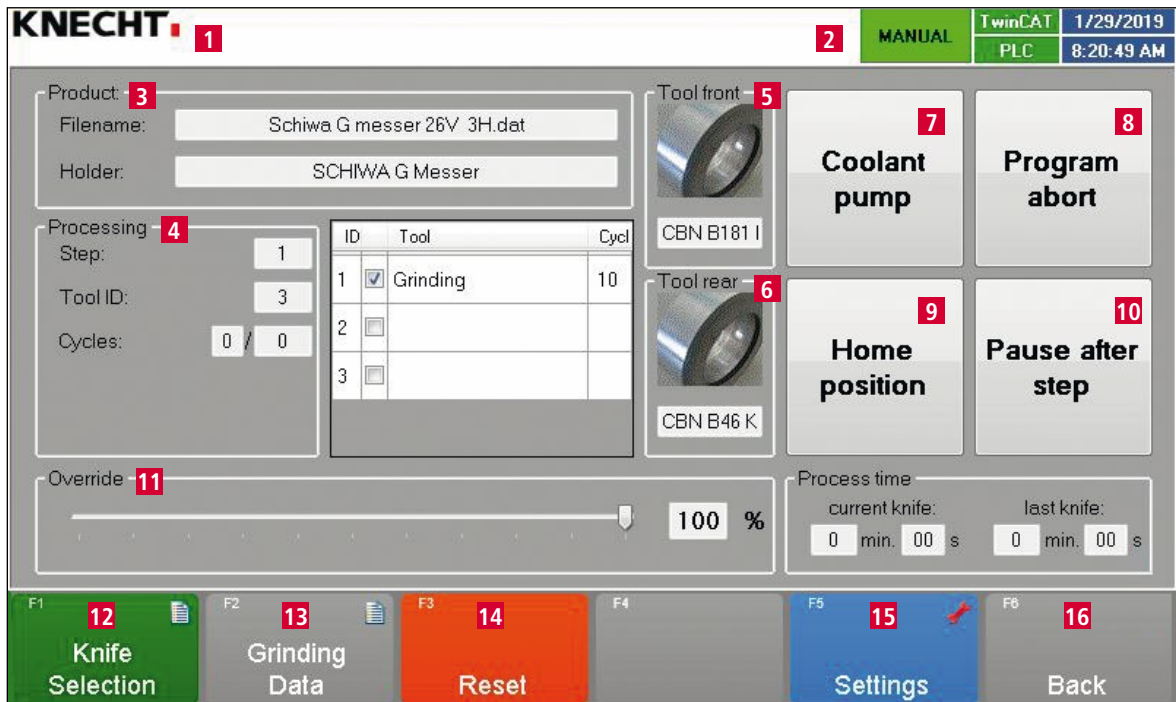 KNECHT.
1
2
MANUAL
TwinCAT 1/29/2019
PLC 8:20:49 AM
Product: 3
Filename: Schiwa G messer 26V 3H.dat
Holder: SCHIWA G Messer
Processing 4
Step: 1
Tool ID: 3
Cycles: 0 / 0
ID Tool Cycl
1 Grinding 10
2
3
Tool front 5
CBN B181 I
Tool rear 6
CBN B46 K
7
Coolant
pump
8
Program
abort
9
Home
position
10
Pause after
step
Override 11
100 %
Process time
current knife: last knife:
0 min. 00 s 0 min. 00 s
F1 12
Knife
Selection
F2 13
Grinding
Data
F3 14
Reset
F4
F5 15
Settings
F6 16
Back